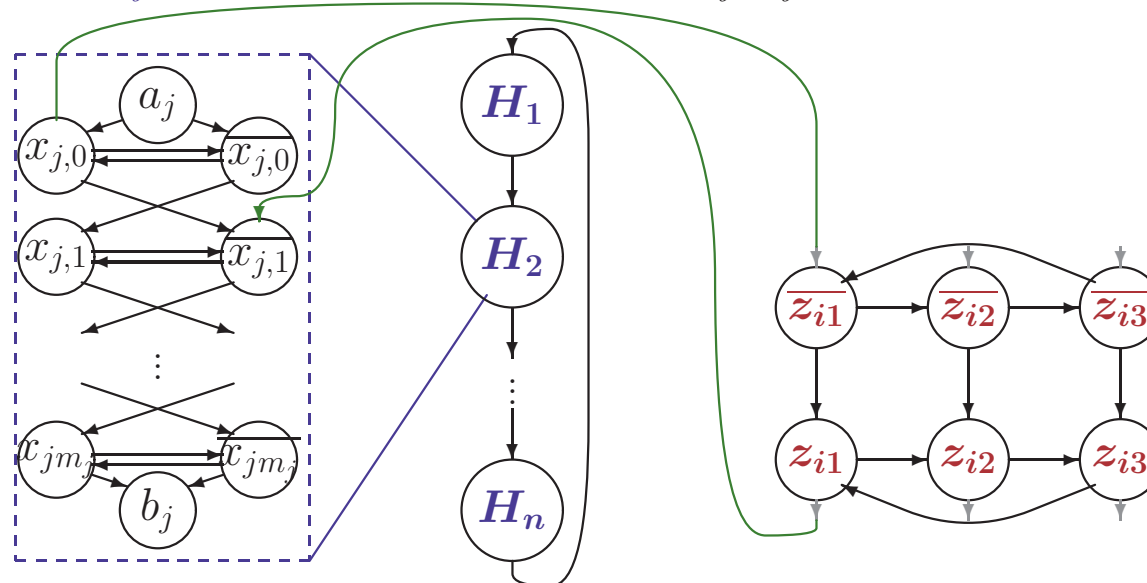 a_j
x_{j,0} \overline{x_{j,0}}
x_{j,1} \overline{x_{j,1}}
⋮
x_{jm_j} \overline{x_{jm_j}}
b_j
H_1
H_2
⋮
H_n
\overline{z_{i1}} \overline{z_{i2}} \overline{z_{i3}}
z_{i1} z_{i2} z_{i3}